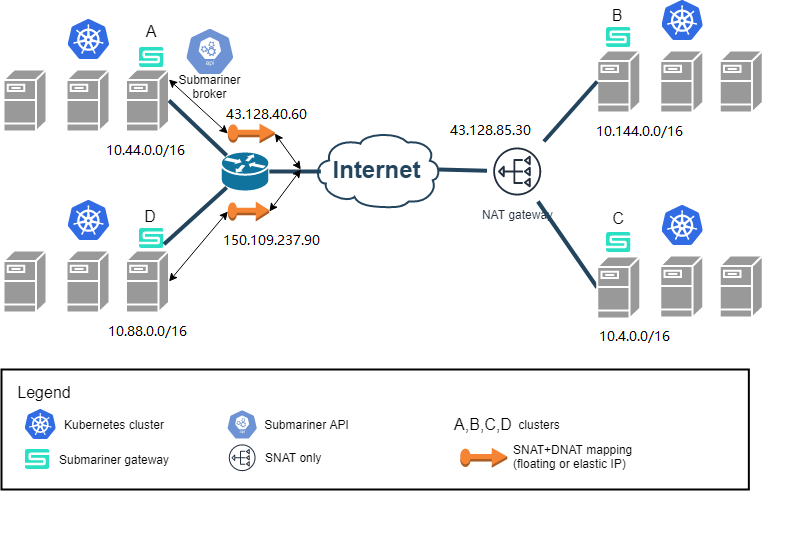 A
B
Submariner
broker
43.128.40.60
43.128.85.30
10.44.0.0/16
10.144.0.0/16
Internet
D
NAT gateway
C
150.109.237.90
10.88.0.0/16
10.4.0.0/16
Legend
Kubernetes cluster
Submariner API
A,B,C,D clusters
Submariner gateway
SNAT only
SNAT+DNAT mapping
(floating or elastic IP)